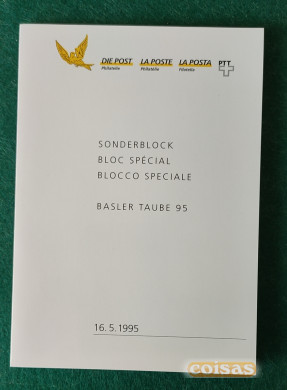 DIE POST LA POSTE LA POSTA PTT
Philatelie Philatélie Filatelia
SONDERBLOCK
BLOC SPÉCIAL
BLOCCO SPECIALE
BASLER TAUBE 95
16.5.1995
coisas